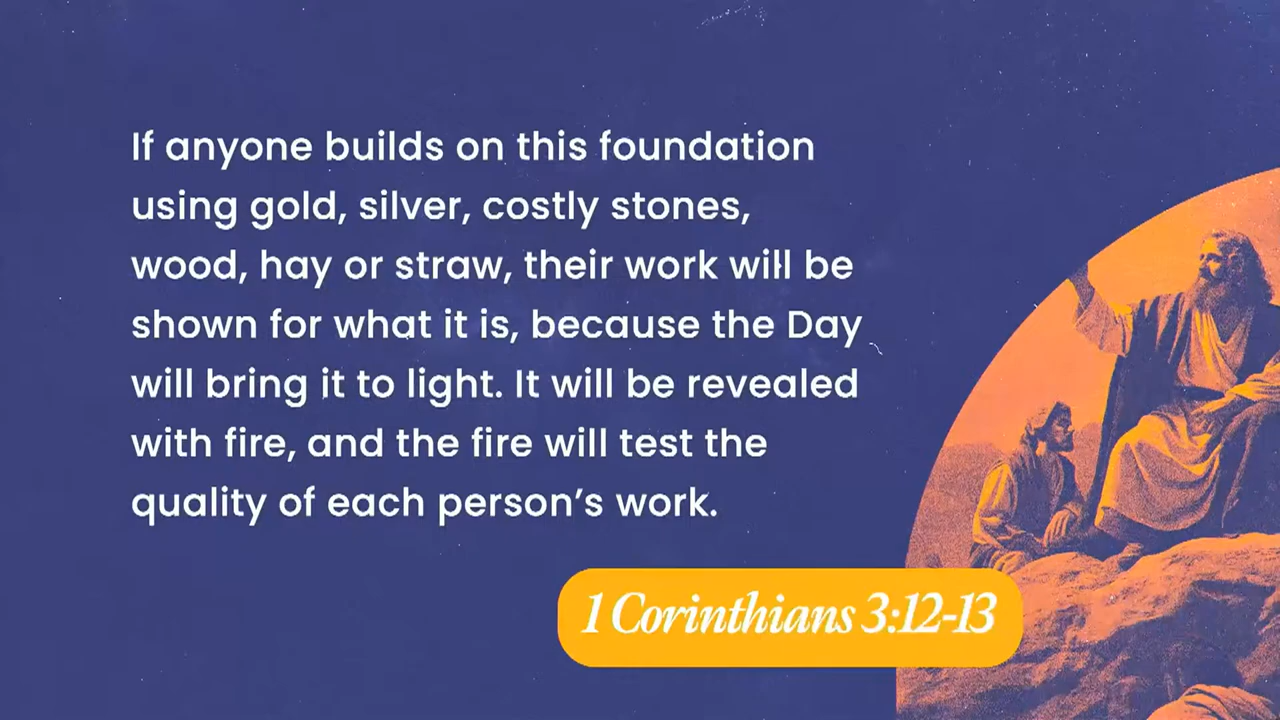 If anyone builds on this foundation
using gold, silver, costly stones,
wood, hay or straw, their work will be
shown for what it is, because the Day
will bring it to light. It will be revealed
with fire, and the fire will test the
quality of each person’s work.
1 Corinthians 3:12-13